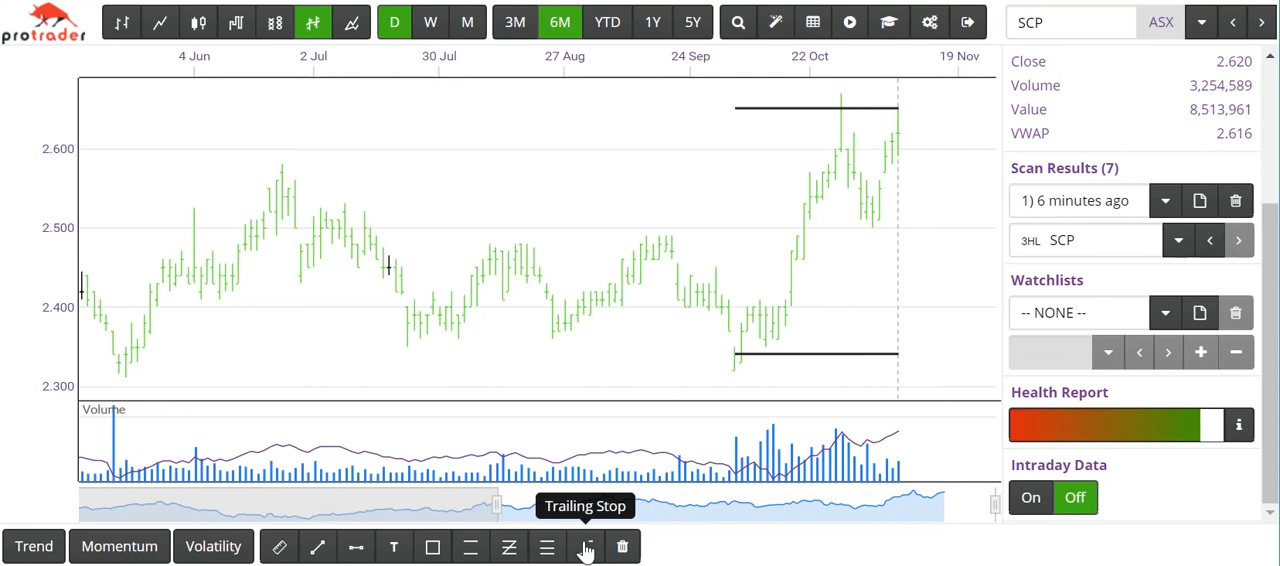 protrader
D W M 3M 6M YTD 1Y 5Y
SCP ASX
4 Jun 2 Jul 30 Jul 27 Aug 24 Sep 22 Oct 19 Nov
2.600
2.500
2.400
2.300
Volume
Close 2.620
Volume 3,254,589
Value 8,513,961
VWAP 2.616
Scan Results (7)
1) 6 minutes ago
3HL SCP
Watchlists
-- NONE --
Health Report
Intraday Data
On Off
Trailing Stop
Trend Momentum Volatility T